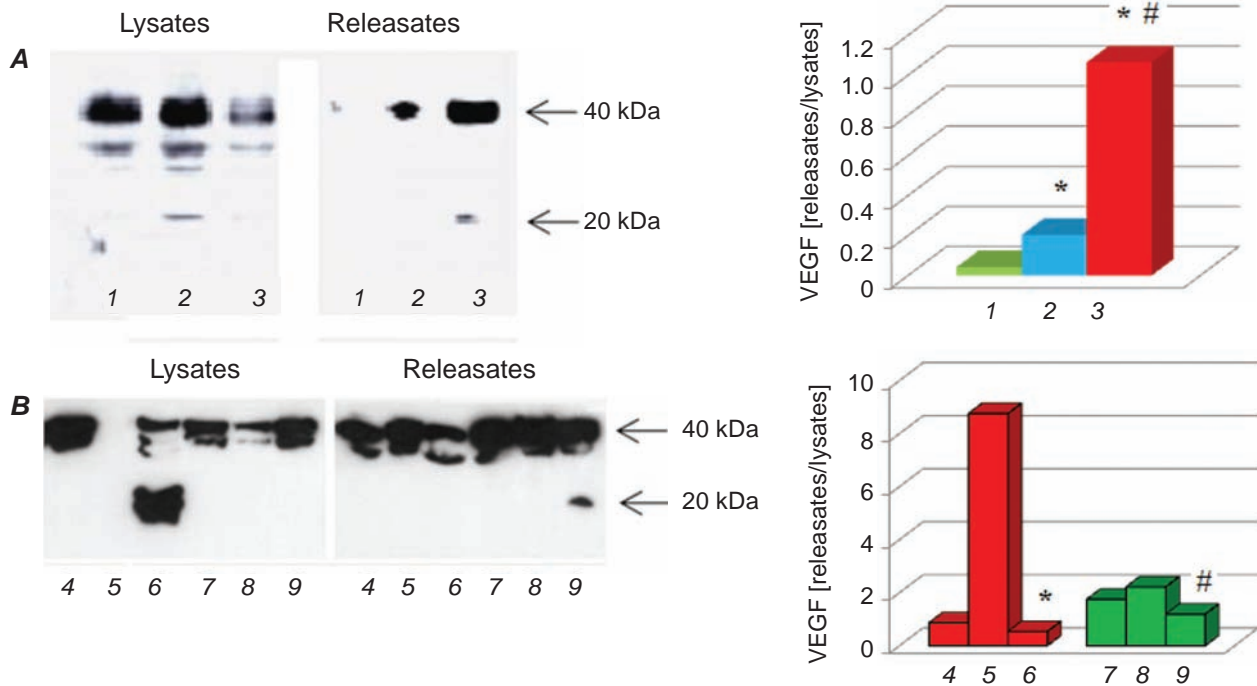 A
Lysates
Releasates
40 kDa
20 kDa
1 2 3
1 2 3
* #
*
VEGF [releasates/lysates]
1.2
1.0
0.8
0.6
0.4
0.2
0
1 2 3
B
Lysates
Releasates
40 kDa
20 kDa
4 5 6 7 8 9
4 5 6 7 8 9
VEGF [releasates/lysates]
10
8
6
4
2
0
*
#
4 5 6 7 8 9